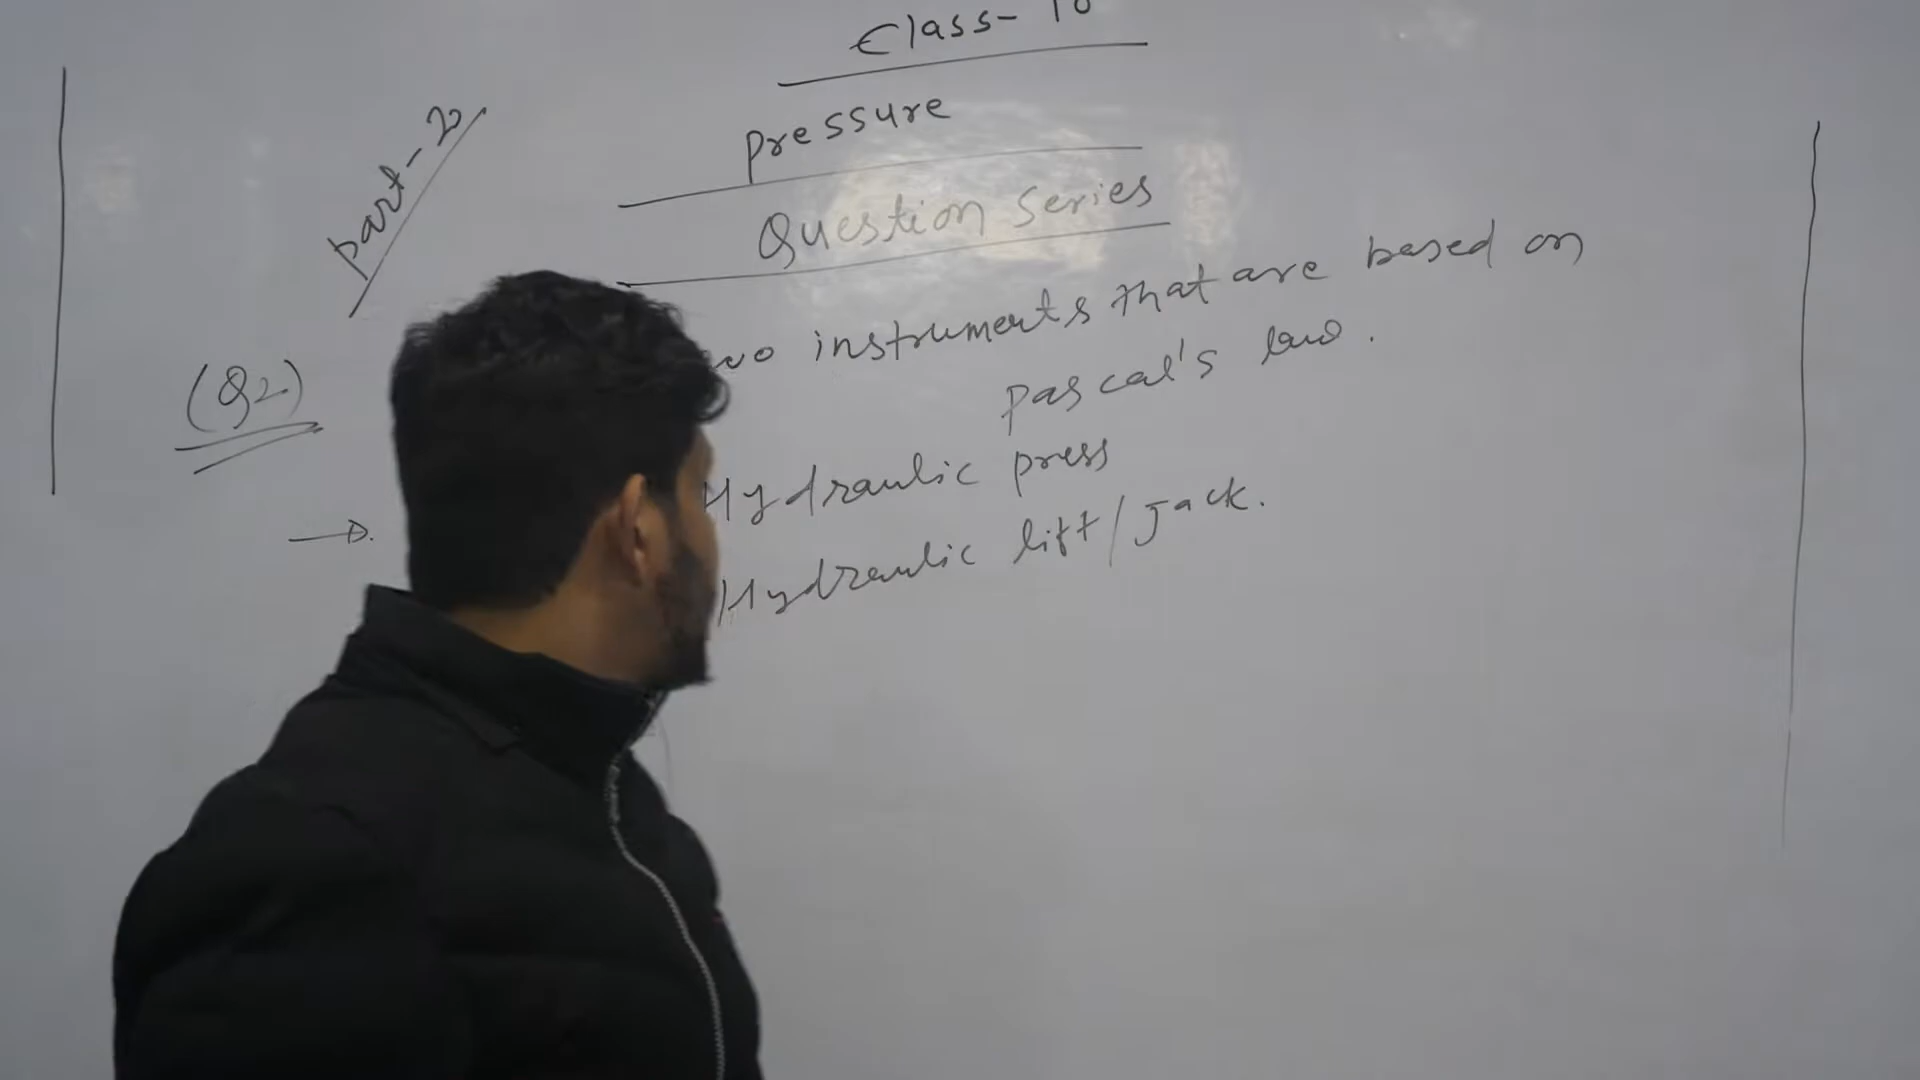 Class-10
pressure
part-2
Question series
(Q2)
instruments that are based on
pascal's law.
Hydraulic press
Hydraulic lift/Jack.